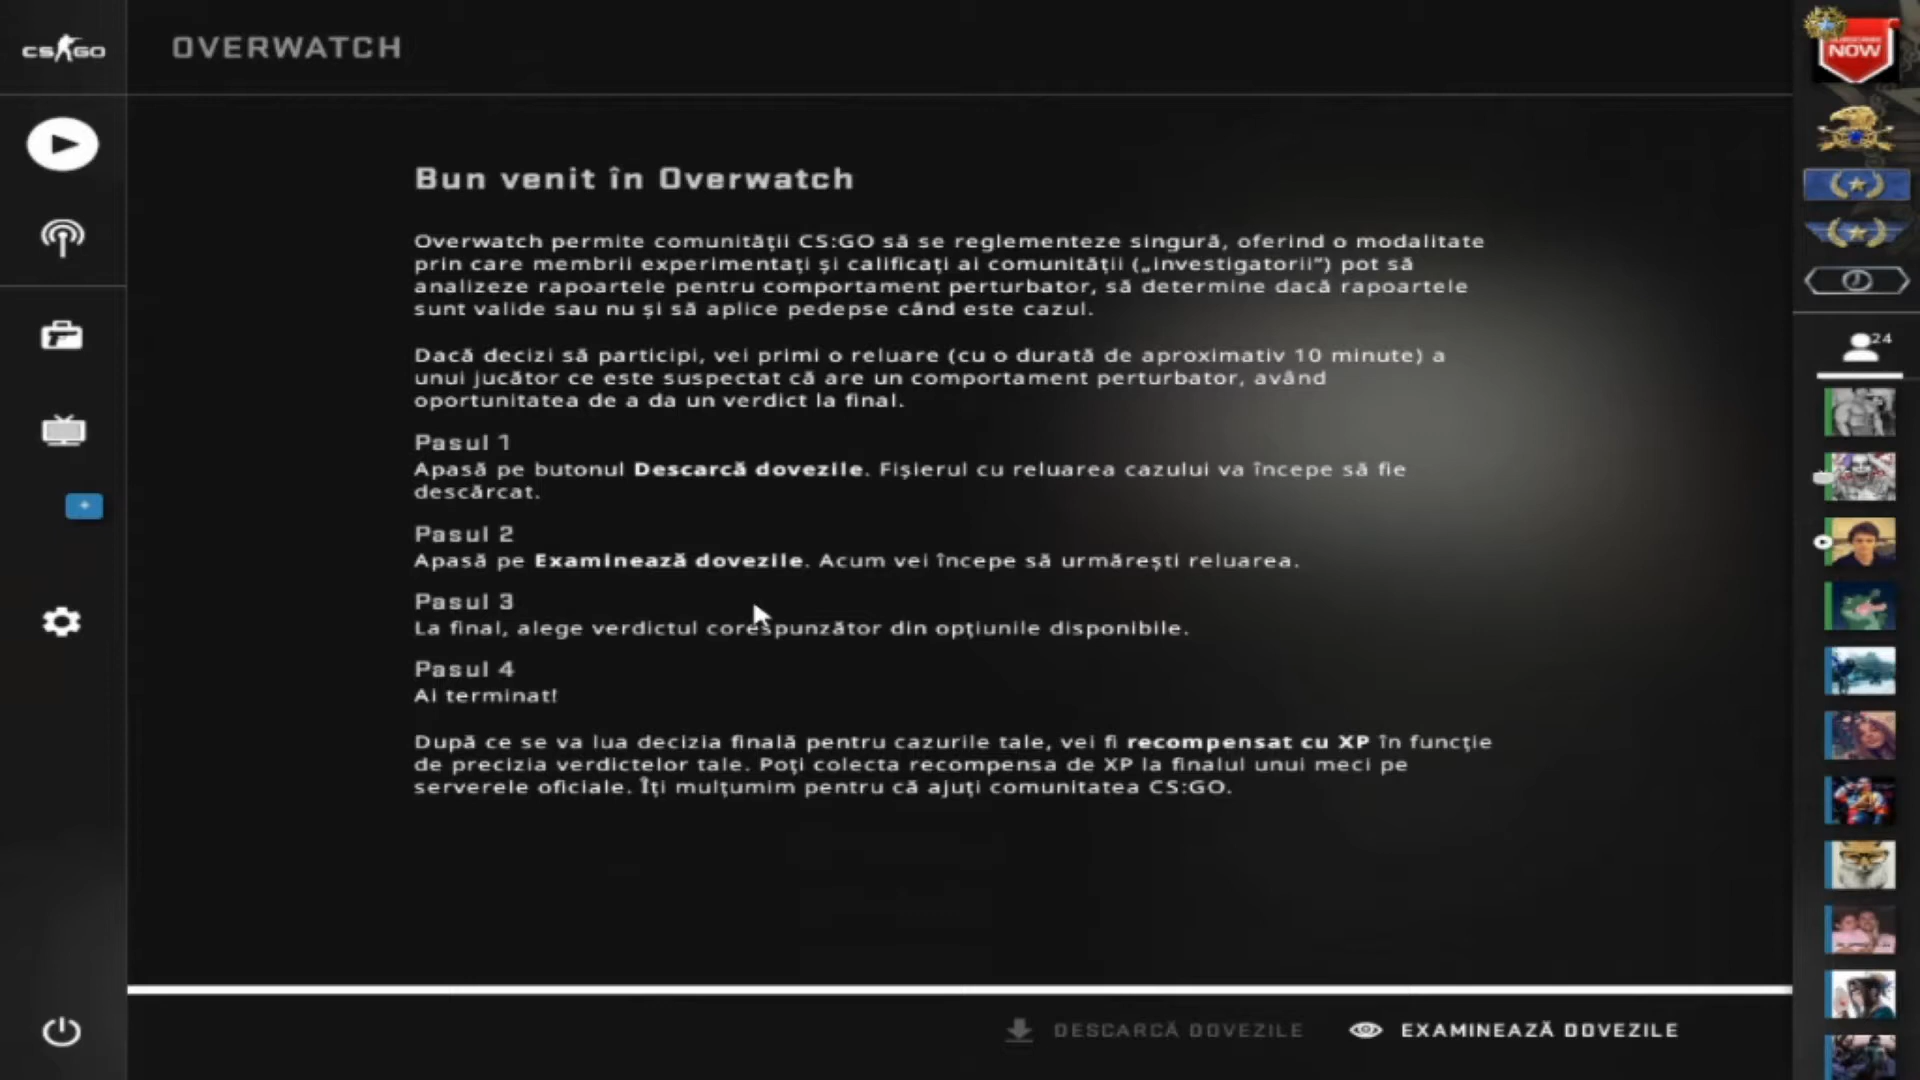 CS GO
OVERWATCH
NOW
Bun venit în Overwatch
Overwatch permite comunității CS:GO să se reglementeze singură, oferind o modalitate
prin care membrii experimentați și calificați ai comunității („investigatorii”) pot să
analizeze rapoartele pentru comportament perturbator, să determine dacă rapoartele
sunt valide sau nu și să aplice pedepse când este cazul.
24
Dacă decizi să participi, vei primi o reluare (cu o durată de aproximativ 10 minute) a
unui jucător ce este suspectat că are un comportament perturbator, având
oportunitatea de a da un verdict la final.
Pasul 1
Apasă pe butonul Descarcă dovezile. Fișierul cu reluarea cazului va începe să fie
descărcat.
Pasul 2
Apasă pe Examinează dovezile. Acum vei începe să urmărești reluarea.
Pasul 3
La final, alege verdictul corespunzător din opțiunile disponibile.
Pasul 4
Ai terminat!
După ce se va lua decizia finală pentru cazurile tale, vei fi recompensat cu XP în funcție
de precizia verdictelor tale. Poți colecta recompensa de XP la finalul unui meci pe
serverele oficiale. Îți mulțumim pentru că ajuți comunitatea CS:GO.
DESCARCĂ DOVEZILE
EXAMINEAZĂ DOVEZILE